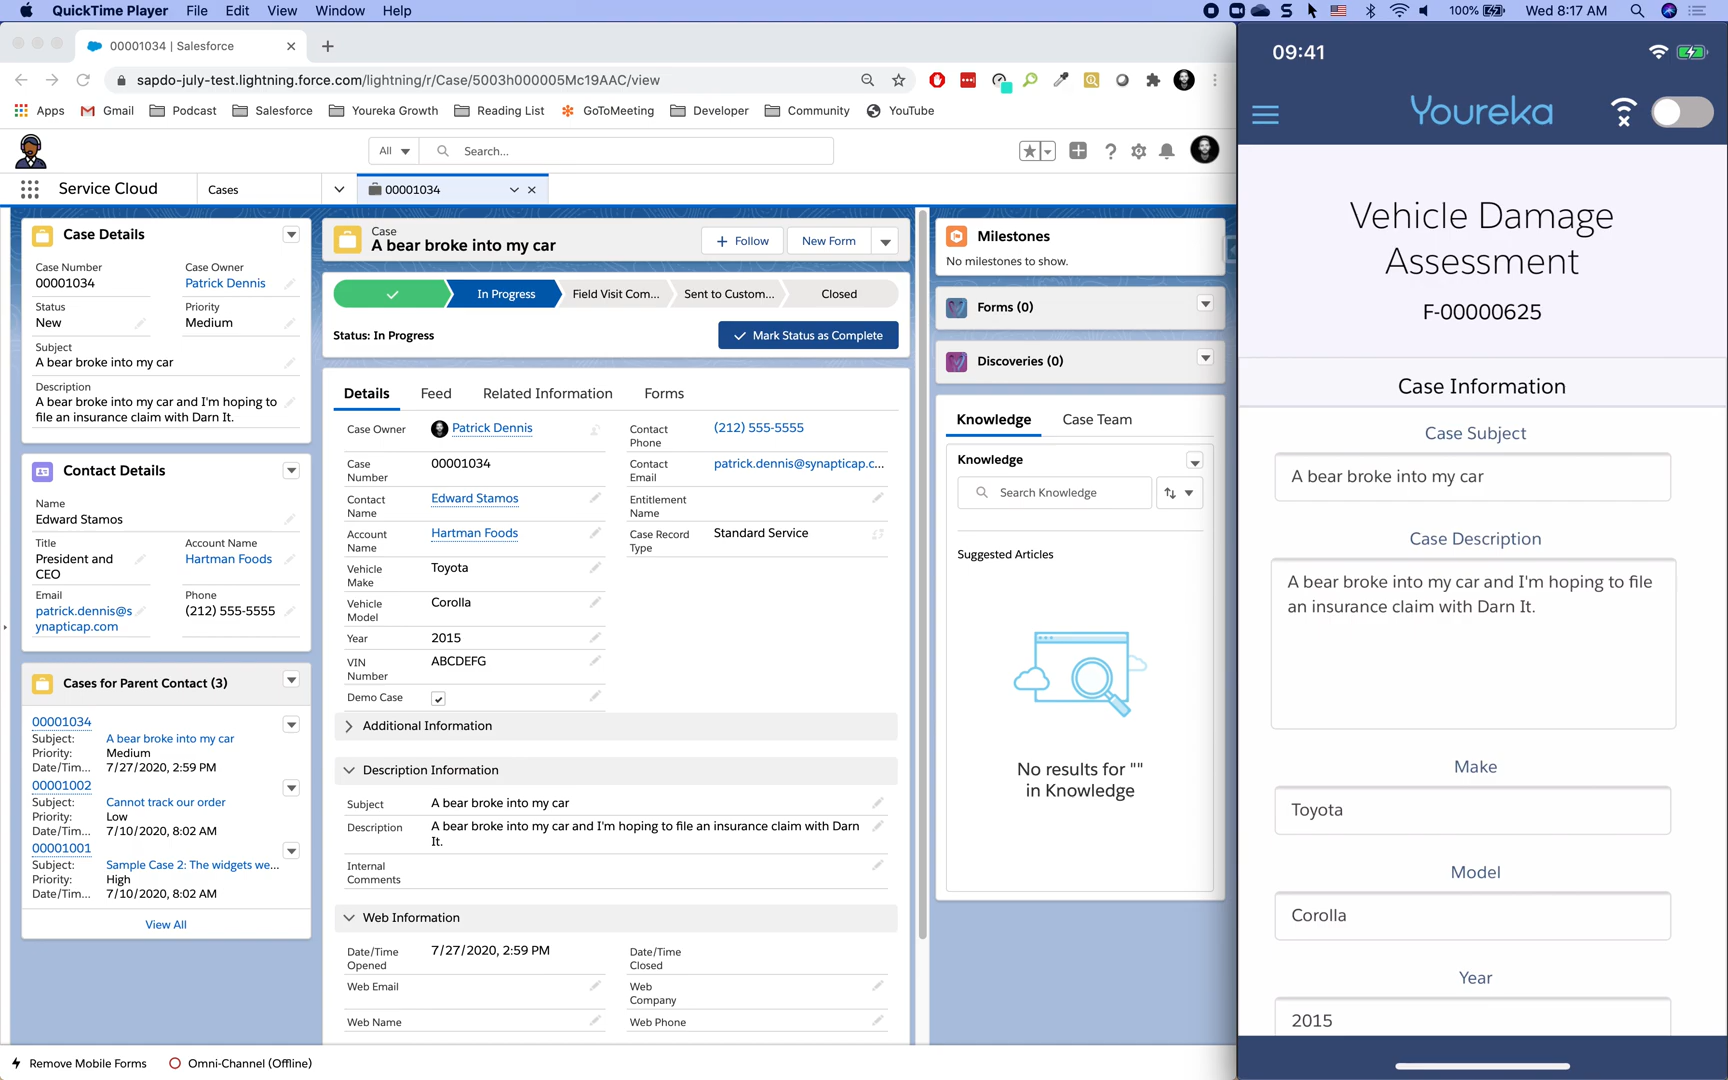 QuickTime Player File Edit View Window Help
100% Wed 8:17 AM
00001034 | Salesforce
sapdo-july-test.lightning.force.com/lightning/r/Case/5003h000005Mc19AAC/view
Apps Gmail Podcast Salesforce Youreka Growth Reading List GoToMeeting Developer Community YouTube
All Search...
Service Cloud Cases 00001034
Case Details
Case Number Case Owner
00001034 Patrick Dennis
Status Priority
New Medium
Subject
A bear broke into my car
Description
A bear broke into my car and I'm hoping to
file an insurance claim with Darn It.
Contact Details
Name
Edward Stamos
Title Account Name
President and Hartman Foods
CEO
Email Phone
patrick.dennis@s (212) 555-5555
ynapticap.com
Cases for Parent Contact (3)
00001034
Subject: A bear broke into my car
Priority: Medium
Date/Tim... 7/27/2020, 2:59 PM
00001002
Subject: Cannot track our order
Priority: Low
Date/Tim... 7/10/2020, 8:02 AM
00001001
Subject: Sample Case 2: The widgets we...
Priority: High
Date/Tim... 7/10/2020, 8:02 AM
View All
Case
A bear broke into my car
Follow New Form
In Progress Field Visit Com... Sent to Custom... Closed
Status: In Progress
Mark Status as Complete
Details Feed Related Information Forms
Case Owner Patrick Dennis
Contact
Phone
(212) 555-5555
Case
Number
00001034
Contact
Email
patrick.dennis@synapticap.c...
Contact
Name
Edward Stamos
Entitlement
Name
Account
Name
Hartman Foods
Case Record
Type
Standard Service
Vehicle
Make
Toyota
Vehicle
Model
Corolla
Year 2015
VIN
Number
ABCDEFG
Demo Case
Additional Information
Description Information
Subject A bear broke into my car
Description A bear broke into my car and I'm hoping to file an insurance claim with Darn
It.
Internal
Comments
Web Information
Date/Time
Opened
7/27/2020, 2:59 PM
Date/Time
Closed
Web Email
Web
Company
Web Name Web Phone
Milestones
No milestones to show.
Forms (0)
Discoveries (0)
Knowledge Case Team
Knowledge
Search Knowledge
Suggested Articles
No results for ""
in Knowledge
Remove Mobile Forms Omni-Channel (Offline)
09:41
Youreka
Vehicle Damage
Assessment
F-00000625
Case Information
Case Subject
A bear broke into my car
Case Description
A bear broke into my car and I'm hoping to file
an insurance claim with Darn It.
Make
Toyota
Model
Corolla
Year
2015